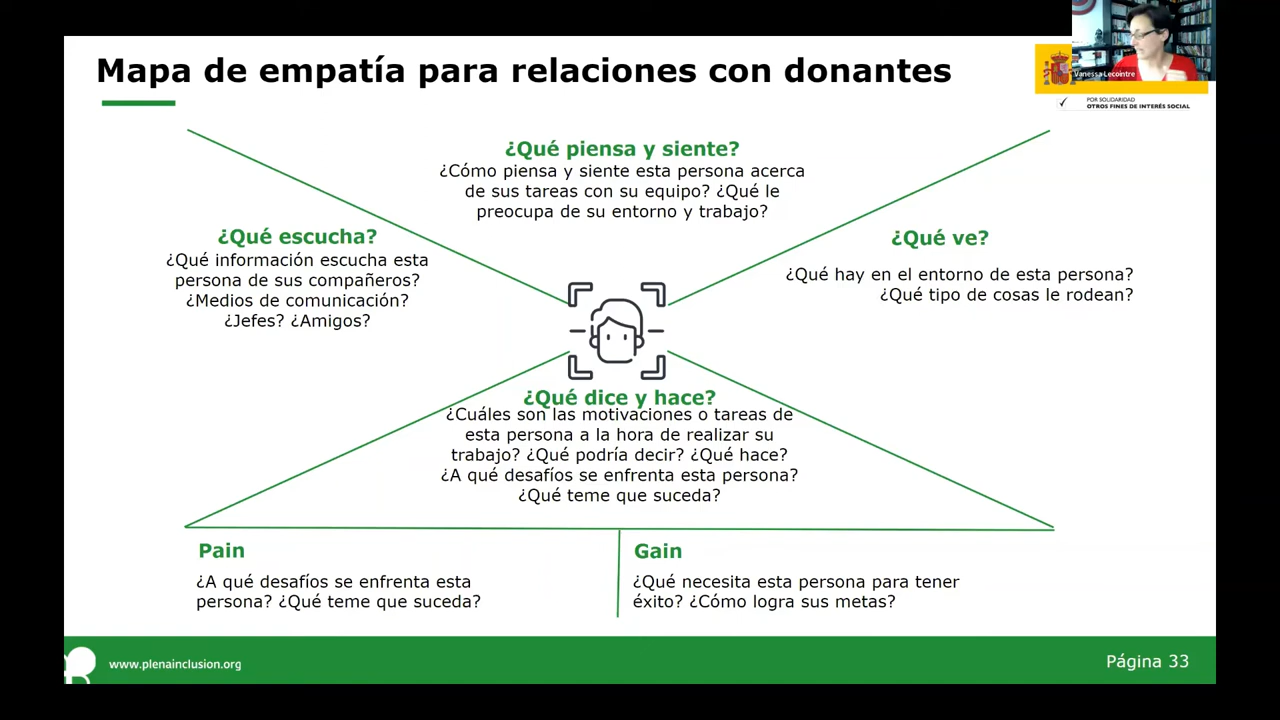 Mapa de empatía para relaciones con donantes
Vanessa Lecointre
POR SOLIDARIDAD
OTROS FINES DE INTERÉS SOCIAL
¿Qué piensa y siente?
¿Cómo piensa y siente esta persona acerca
de sus tareas con su equipo? ¿Qué le
preocupa de su entorno y trabajo?
¿Qué escucha?
¿Qué información escucha esta
persona de sus compañeros?
¿Medios de comunicación?
¿Jefes? ¿Amigos?
¿Qué ve?
¿Qué hay en el entorno de esta persona?
¿Qué tipo de cosas le rodean?
¿Qué dice y hace?
¿Cuáles son las motivaciones o tareas de
esta persona a la hora de realizar su
trabajo? ¿Qué podría decir? ¿Qué hace?
¿A qué desafíos se enfrenta esta persona?
¿Qué teme que suceda?
Pain
¿A qué desafíos se enfrenta esta
persona? ¿Qué teme que suceda?
Gain
¿Qué necesita esta persona para tener
éxito? ¿Cómo logra sus metas?
www.plenainclusion.org
Página 33